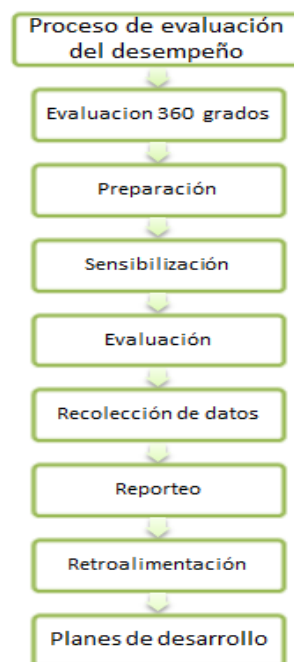 Proceso de evaluación
del desempeño
Evaluacion 360 grados
Preparación
Sensibilización
Evaluación
Recolección de datos
Reporteo
Retroalimentación
Planes de desarrollo